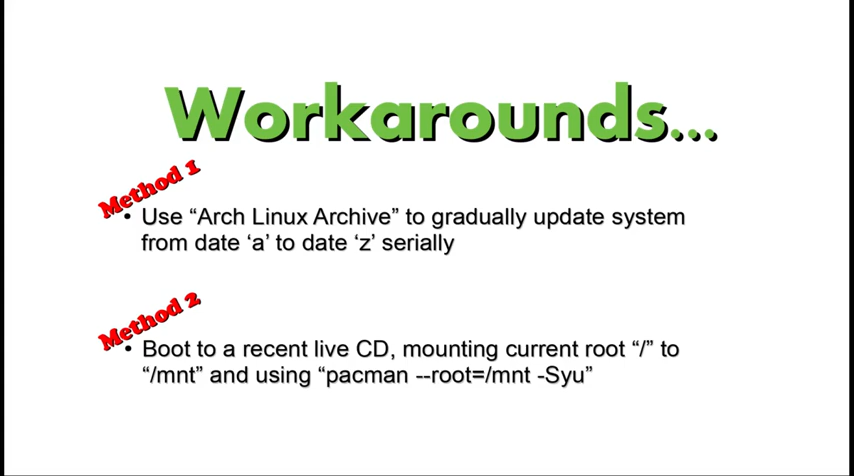 Workarounds...
Method 1
• Use “Arch Linux Archive” to gradually update system
from date ‘a’ to date ‘z’ serially
Method 2
• Boot to a recent live CD, mounting current root “/” to
“/mnt” and using “pacman --root=/mnt -Syu”